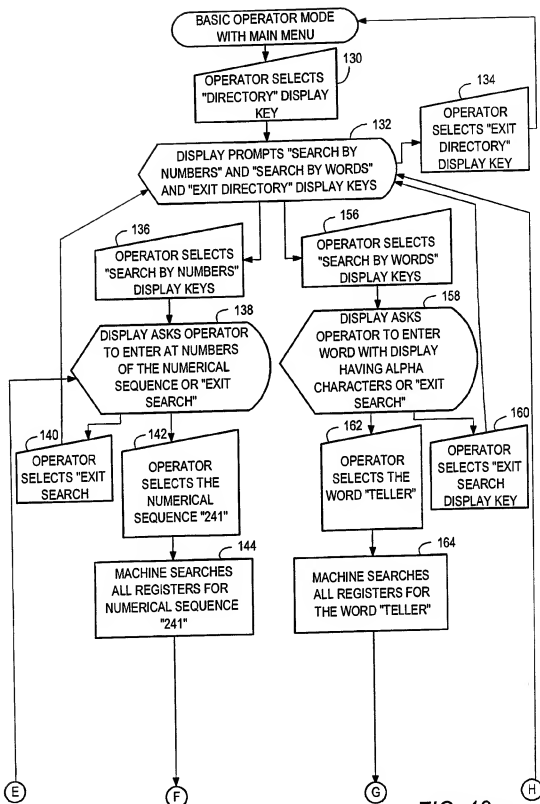 BASIC OPERATOR MODE
WITH MAIN MENU
130
OPERATOR SELECTS
"DIRECTORY" DISPLAY
KEY
134
OPERATOR
SELECTS "EXIT
DIRECTORY"
DISPLAY KEY
132
DISPLAY PROMPTS "SEARCH BY
NUMBERS" AND "SEARCH BY WORDS"
AND "EXIT DIRECTORY" DISPLAY KEYS
136
OPERATOR SELECTS
"SEARCH BY NUMBERS"
DISPLAY KEYS
156
OPERATOR SELECTS
"SEARCH BY WORDS"
DISPLAY KEYS
138
DISPLAY ASKS OPERATOR
TO ENTER AT NUMBERS
OF THE NUMERICAL
SEQUENCE OR "EXIT
SEARCH"
158
DISPLAY ASKS
OPERATOR TO ENTER
WORD WITH DISPLAY
HAVING ALPHA
CHARACTERS OR "EXIT
SEARCH"
140
OPERATOR
SELECTS "EXIT
SEARCH
142
OPERATOR
SELECTS THE
NUMERICAL
SEQUENCE "241"
162
OPERATOR
SELECTS THE
WORD "TELLER"
160
OPERATOR
SELECTS "EXIT
SEARCH
DISPLAY KEY
144
MACHINE SEARCHES
ALL REGISTERS FOR
NUMERICAL SEQUENCE
"241"
164
MACHINE SEARCHES
ALL REGISTERS FOR
THE WORD "TELLER"
E
F
G
H